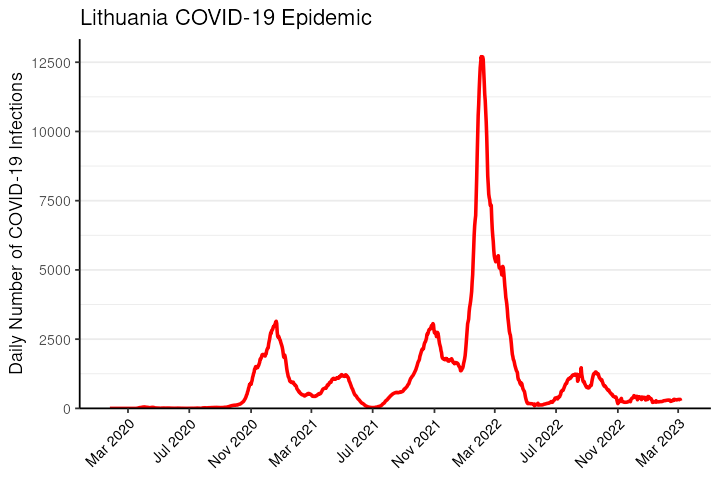 Lithuania COVID-19 Epidemic
Daily Number of COVID-19 Infections
12500
10000
7500
5000
2500
0
Mar 2020
Jul 2020
Nov 2020
Mar 2021
Jul 2021
Nov 2021
Mar 2022
Jul 2022
Nov 2022
Mar 2023